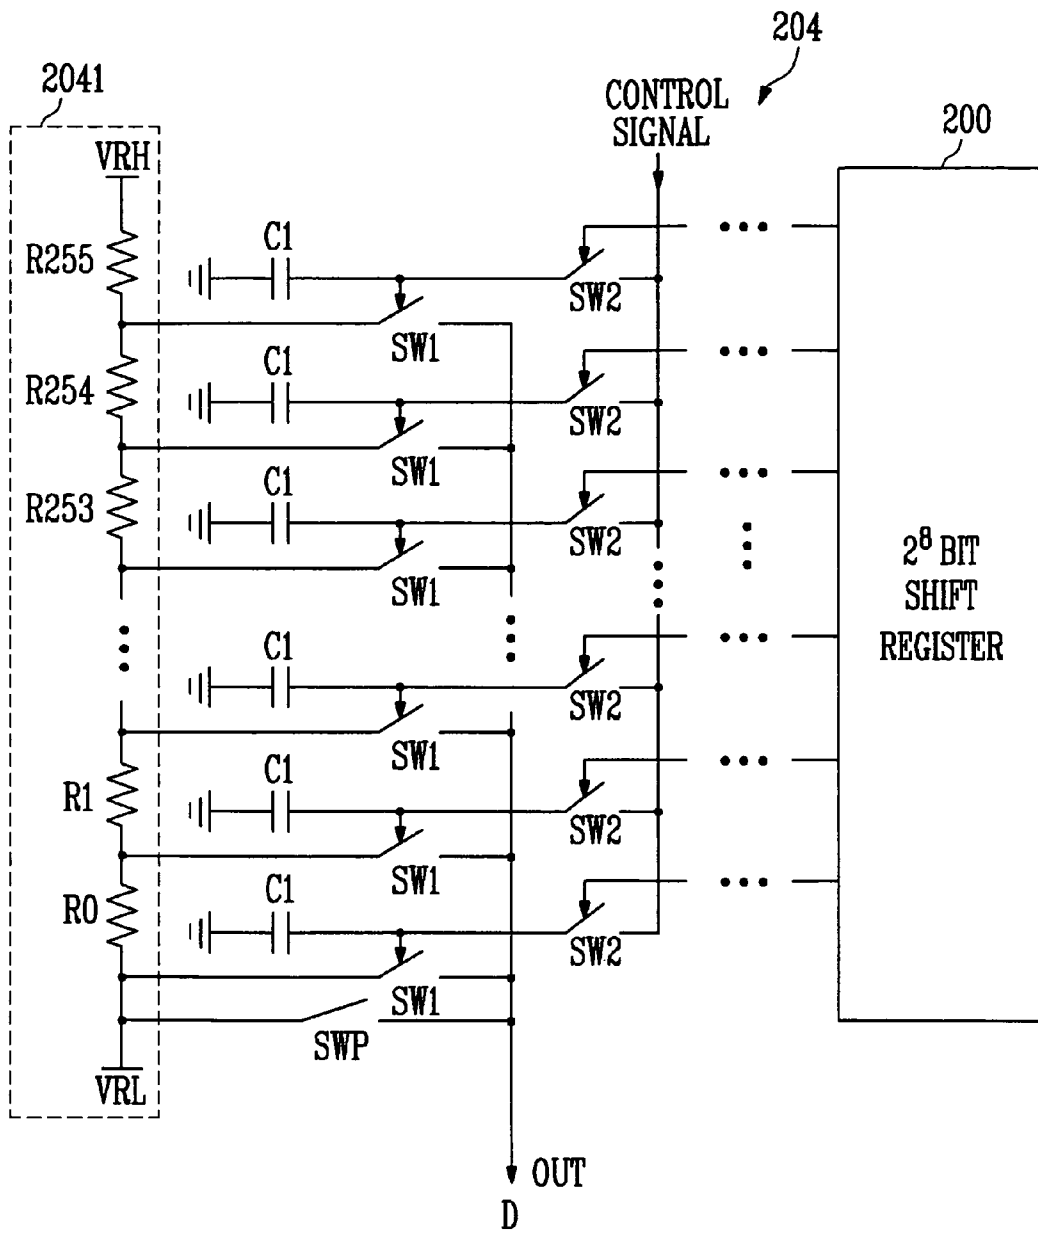 204
2041
CONTROL
SIGNAL
200
VRH
C1
R255
SW2
SW1
C1
R254
SW2
SW1
C1
R253
SW2
SW1
2⁸ BIT
SHIFT
REGISTER
C1
SW2
SW1
C1
R1
SW2
SW1
C1
R0
SW2
SW1
SWP
VRL
OUT
D